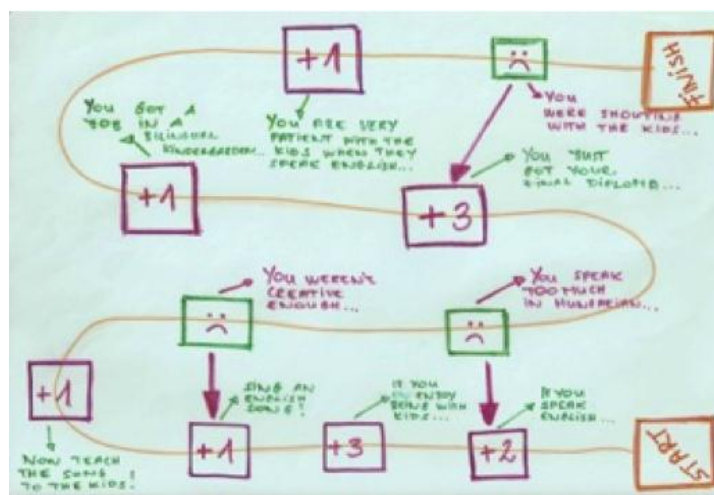 +1
FINISH
YOU GOT A
JOB IN A
BILINGUAL
KINDERGARDEN...
YOU ARE VERY
PATIENT WITH THE
KIDS WHEN THEY
SPEAK ENGLISH...
YOU
WERE SHOUTING
WITH THE KIDS...
+1
+3
YOU JUST
GOT YOUR
FINAL DIPLOMA...
YOU WEREN'T
CREATIVE
ENOUGH...
YOU SPEAK
TOO MUCH
IN HUNGARIAN...
+1
SING AN
ENGLISH
SONG!
IF YOU
ENJOY
BEING WITH
KIDS...
IF YOU
SPEAK
ENGLISH...
+1
+3
+2
START
NOW TEACH
THE SONG
TO THE KIDS!